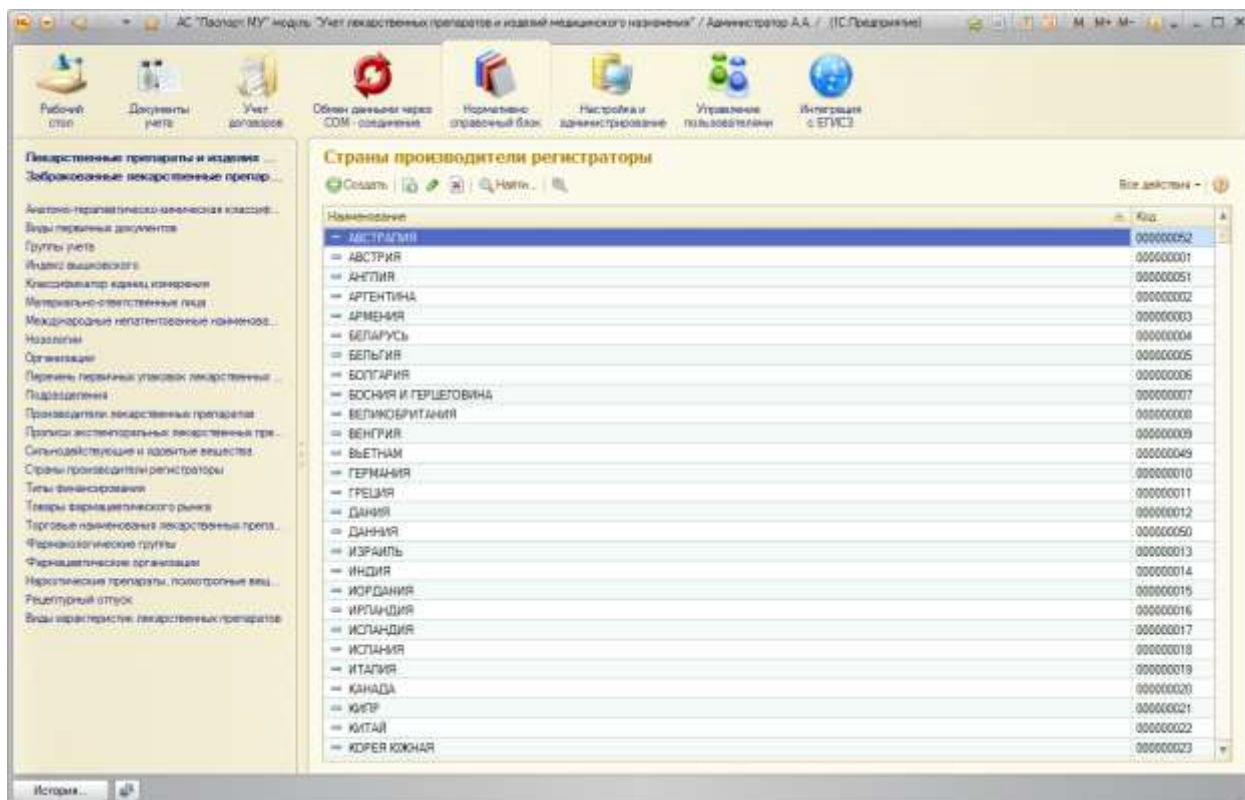 АС "Паспорт МУ" модуль "Учет лекарственных препаратов и изделий медицинского назначения" / Администратор А.А. / (1С:Предприятие)
M M+ M-
Рабочий стол
Документы учета
Учет договоров
Обмен данными через COM - соединение
Нормативно справочный блок
Настройка и администрирование
Управление пользователями
Интеграция с ЕГИСЗ
Лекарственные препараты и изделия ...
Забракованные лекарственные препар...
Анатомо-терапевтическо-химическая классиф...
Виды первичных документов
Группы учета
Индекс вышковского
Классификатор единиц измерения
Материально-ответственные лица
Международные непатентованные наименова...
Нозологии
Организации
Перечень первичных упаковок лекарственных ...
Подразделения
Производители лекарственных препаратов
Прописи экстемпоральных лекарственных пре...
Сильнодействующие и ядовитые вещества
Страны производители регистраторы
Типы финансирования
Товары фармацевтического рынка
Торговые наименования лекарственных препа...
Фармакологические группы
Фармацевтические организации
Наркотические препараты, психотропные вещ...
Рецептурный отпуск
Виды характеристик лекарственных препаратов
Страны производители регистраторы
Создать Найти... Все действия
Наименование Код
АВСТРАЛИЯ 000000052
АВСТРИЯ 000000001
АНГЛИЯ 000000051
АРГЕНТИНА 000000002
АРМЕНИЯ 000000003
БЕЛАРУСЬ 000000004
БЕЛЬГИЯ 000000005
БОЛГАРИЯ 000000006
БОСНИЯ И ГЕРЦЕГОВИНА 000000007
ВЕЛИКОБРИТАНИЯ 000000008
ВЕНГРИЯ 000000009
ВЬЕТНАМ 000000049
ГЕРМАНИЯ 000000010
ГРЕЦИЯ 000000011
ДАНИЯ 000000012
ДАННИЯ 000000050
ИЗРАИЛЬ 000000013
ИНДИЯ 000000014
ИОРДАНИЯ 000000015
ИРЛАНДИЯ 000000016
ИСЛАНДИЯ 000000017
ИСПАНИЯ 000000018
ИТАЛИЯ 000000019
КАНАДА 000000020
КИПР 000000021
КИТАЙ 000000022
КОРЕЯ ЮЖНАЯ 000000023
История...